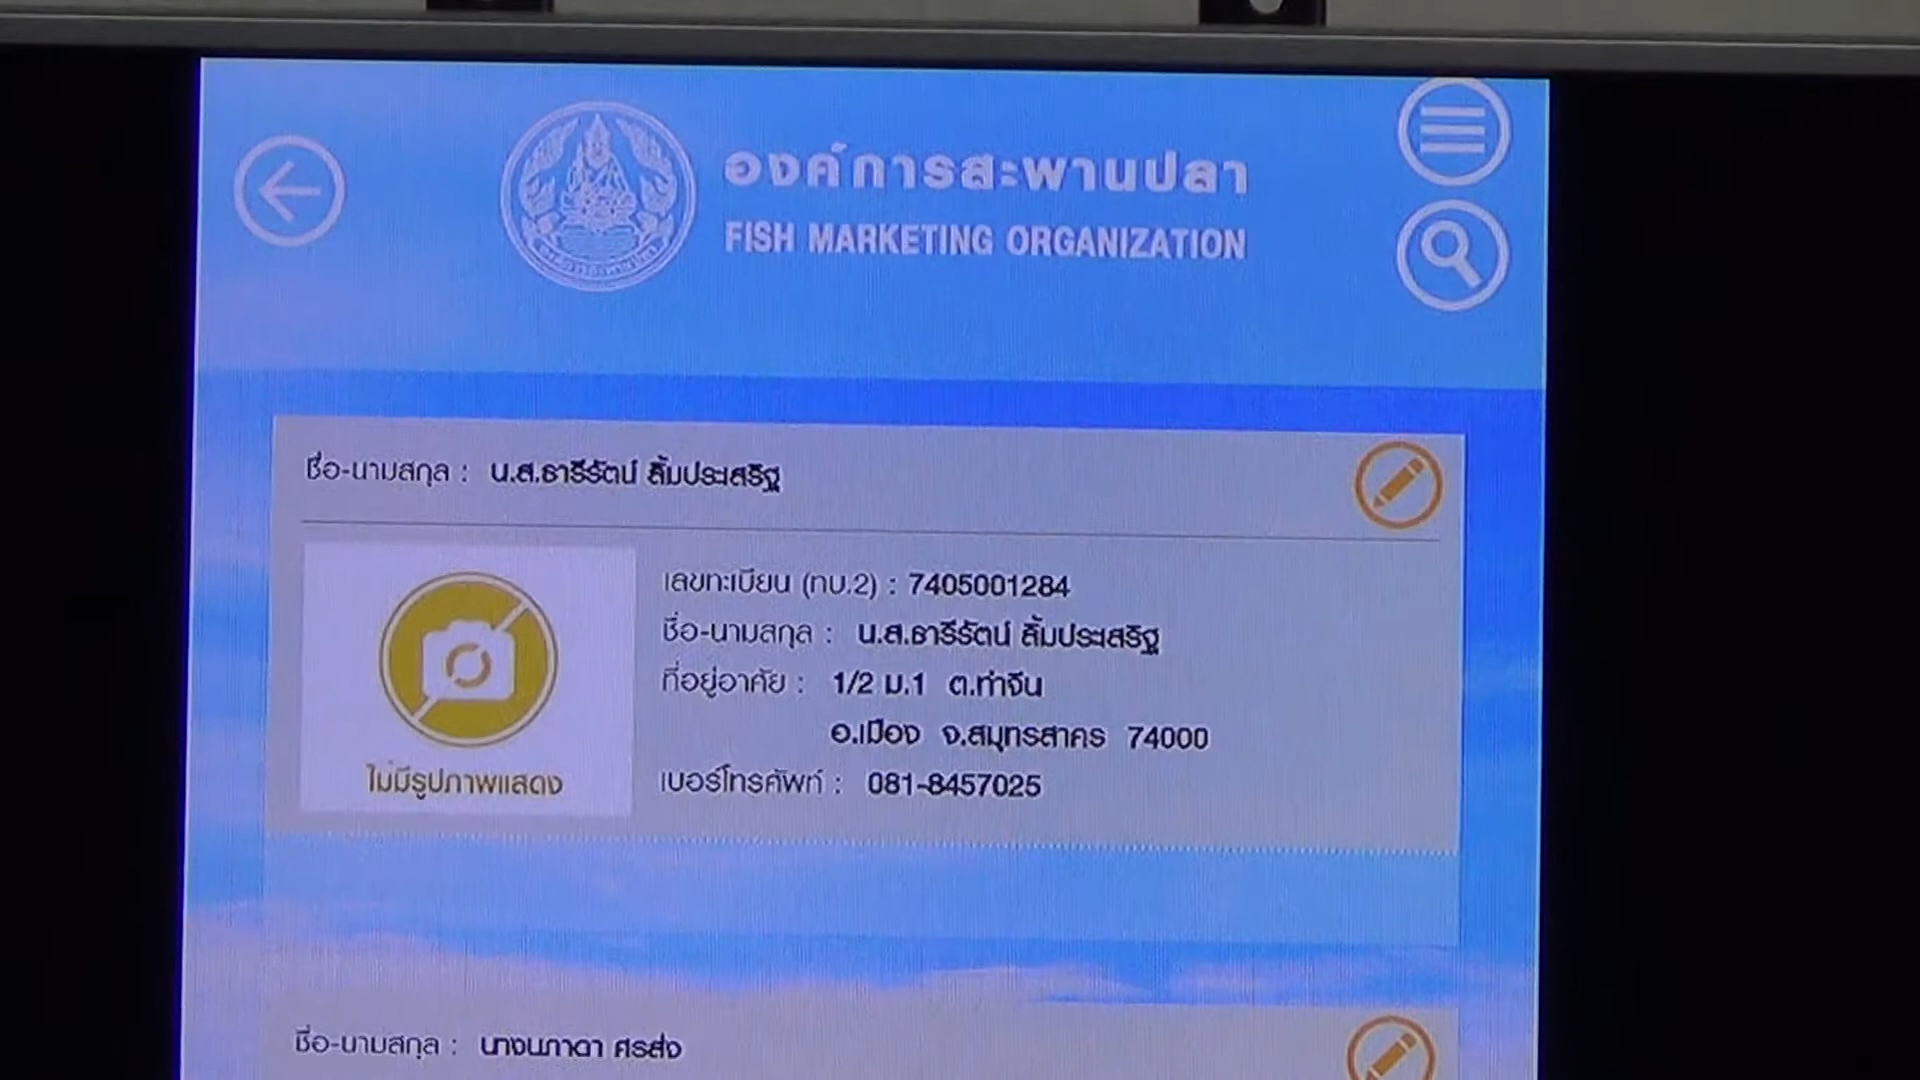 องค์การสะพานปลา
FISH MARKETING ORGANIZATION
ชื่อ-นามสกุล : น.ส.ธารีรัตน์ ลิ้มประเสริฐ
เลขทะเบียน (ทบ.2) : 7405001284
ชื่อ-นามสกุล : น.ส.ธารีรัตน์ ลิ้มประเสริฐ
ที่อยู่อาศัย : 1/2 ม.1 ต.ท่าจีน
อ.เมือง จ.สมุทรสาคร 74000
เบอร์โทรศัพท์ : 081-8457025
ไม่มีรูปภาพแสดง
ชื่อ-นามสกุล : นางนภาดา ศรส่ง